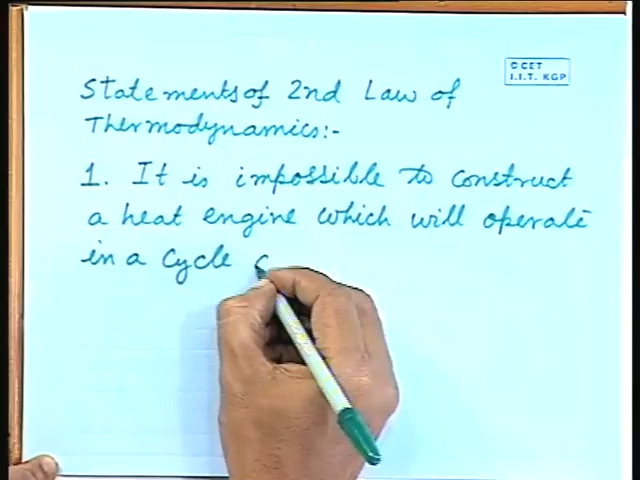 © CET
I.I.T. KGP
Statements of 2nd Law of
Thermodynamics:-
1. It is impossible to construct
a heat engine which will operate
in a Cycle